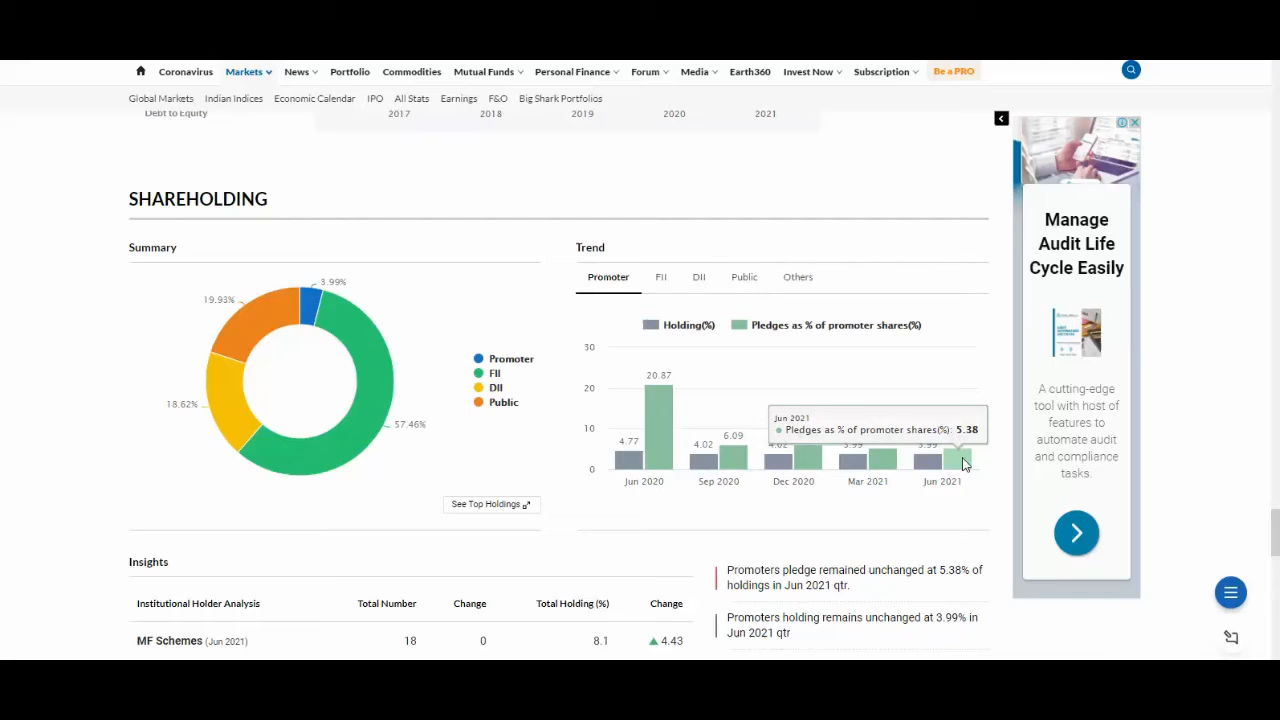 Coronavirus Markets News Portfolio Commodities Mutual Funds Personal Finance Forum Media Earth360 Invest Now Subscription Be a PRO
Global Markets Indian Indices Economic Calendar IPO All Stats Earnings F&O Big Shark Portfolios
Debt to Equity 2017 2018 2019 2020 2021
SHAREHOLDING
Summary
3.99%
19.93%
18.62%
57.46%
Promoter
FII
DII
Public
See Top Holdings
Trend
Promoter FII DII Public Others
Holding(%) Pledges as % of promoter shares(%)
30
20
10
0
4.77 20.87
4.02 6.09
4.02
3.99
3.99
Jun 2021
Pledges as % of promoter shares(%): 5.38
Jun 2020 Sep 2020 Dec 2020 Mar 2021 Jun 2021
Insights
Institutional Holder Analysis Total Number Change Total Holding (%) Change
MF Schemes (Jun 2021) 18 0 8.1 4.43
Promoters pledge remained unchanged at 5.38% of
holdings in Jun 2021 qtr.
Promoters holding remains unchanged at 3.99% in
Jun 2021 qtr
Manage
Audit Life
Cycle Easily
A cutting-edge
tool with host of
features to
automate audit
and compliance
tasks.